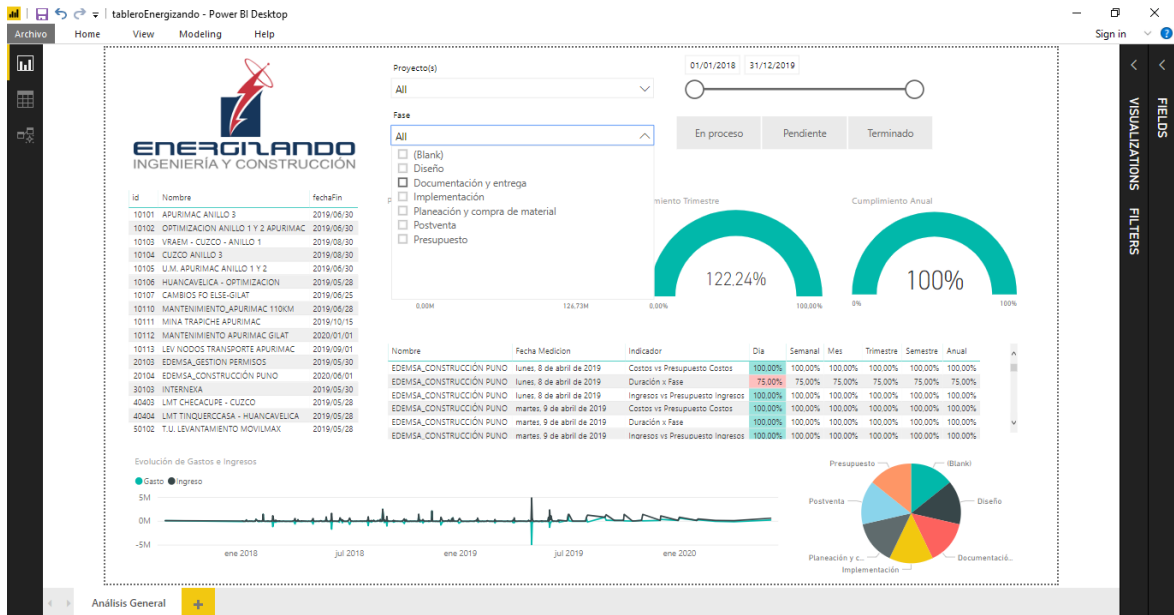 tableroEnergizando - Power BI Desktop
Archivo Home View Modeling Help Sign in
Proyecto(s)
All
01/01/2018 31/12/2019
Fase
All
En proceso Pendiente Terminado
(Blank)
Diseño
Documentación y entrega
Implementación
Planeación y compra de material
Postventa
Presupuesto
ENERGIZANDO
INGENIERÍA Y CONSTRUCCIÓN
id Nombre fechaFin
10101 APURIMAC ANILLO 3 2019/06/30
10102 OPTIMIZACION ANILLO 1 Y 2 APURIMAC 2019/06/30
10103 VRAEM - CUZCO - ANILLO 1 2019/08/30
10104 CUZCO ANILLO 3 2019/08/30
10105 U.M. APURIMAC ANILLO 1 Y 2 2019/06/30
10106 HUANCAVELICA - OPTIMIZACION 2019/05/28
10107 CAMBIOS FO ELSE-GILAT 2019/06/25
10110 MANTENIMIENTO_APURIMAC 110KM 2019/06/28
10111 MINA TRAPICHE APURIMAC 2019/10/15
10112 MANTENIMIENTO APURIMAC GILAT 2020/01/01
10113 LEV NODOS TRANSPORTE APURIMAC 2019/09/01
20103 EDEMSA_GESTION PERMISOS 2019/05/30
20104 EDEMSA_CONSTRUCCIÓN PUNO 2020/06/01
30103 INTERNEXA 2019/05/30
40403 LMT CHECACUPE - CUZCO 2019/05/28
40404 LMT TINQUERCCASA - HUANCAVELICA 2019/05/28
50102 T.U. LEVANTAMIENTO MOVILMAX 2019/05/28
miento Trimestre
122,24%
0,00% 100,00%
Cumplimiento Anual
100%
0% 100%
0,00M 126,73M
Nombre Fecha Medicion Indicador Dia Semanal Mes Trimestre Semestre Anual
EDEMSA_CONSTRUCCIÓN PUNO lunes, 8 de abril de 2019 Costos vs Presupuesto Costos 100,00% 100,00% 100,00% 100,00% 100,00% 100,00%
EDEMSA_CONSTRUCCIÓN PUNO lunes, 8 de abril de 2019 Duración x Fase 75,00% 75,00% 75,00% 75,00% 75,00% 75,00%
EDEMSA_CONSTRUCCIÓN PUNO lunes, 8 de abril de 2019 Ingresos vs Presupuesto Ingresos 100,00% 100,00% 100,00% 100,00% 100,00% 100,00%
EDEMSA_CONSTRUCCIÓN PUNO martes, 9 de abril de 2019 Costos vs Presupuesto Costos 100,00% 100,00% 100,00% 100,00% 100,00% 100,00%
EDEMSA_CONSTRUCCIÓN PUNO martes, 9 de abril de 2019 Duración x Fase 100,00% 100,00% 100,00% 100,00% 100,00% 100,00%
EDEMSA_CONSTRUCCIÓN PUNO martes, 9 de abril de 2019 Ingresos vs Presupuesto Ingresos 100,00% 100,00% 100,00% 100,00% 100,00% 100,00%
Evolución de Gastos e Ingresos
Gasto Ingreso
5M
0M
-5M
ene 2018 jul 2018 ene 2019 jul 2019 ene 2020
Presupuesto (Blank)
Postventa Diseño
Planeación y c... Documentació...
Implementación
VISUALIZATIONS
FILTERS
FIELDS
Análisis General